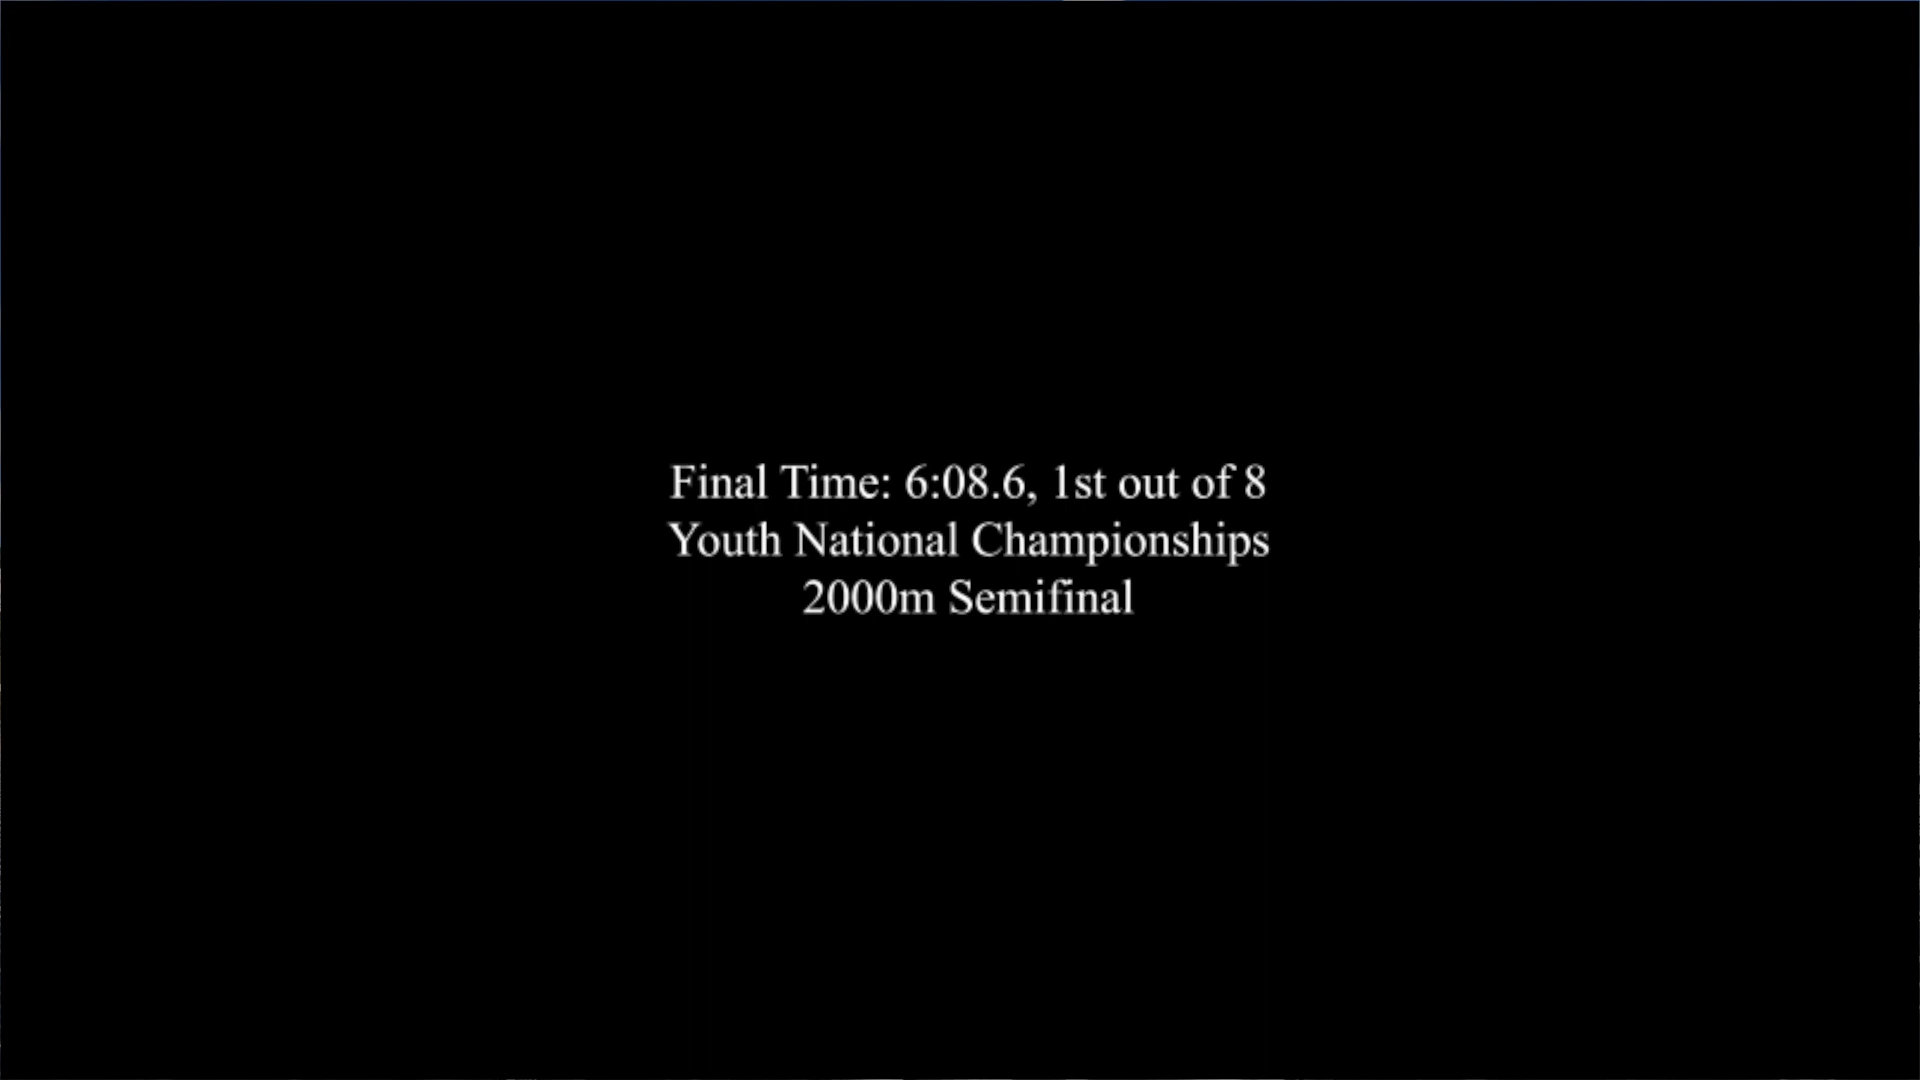 Final Time: 6:08.6, 1st out of 8
Youth National Championships
2000m Semifinal